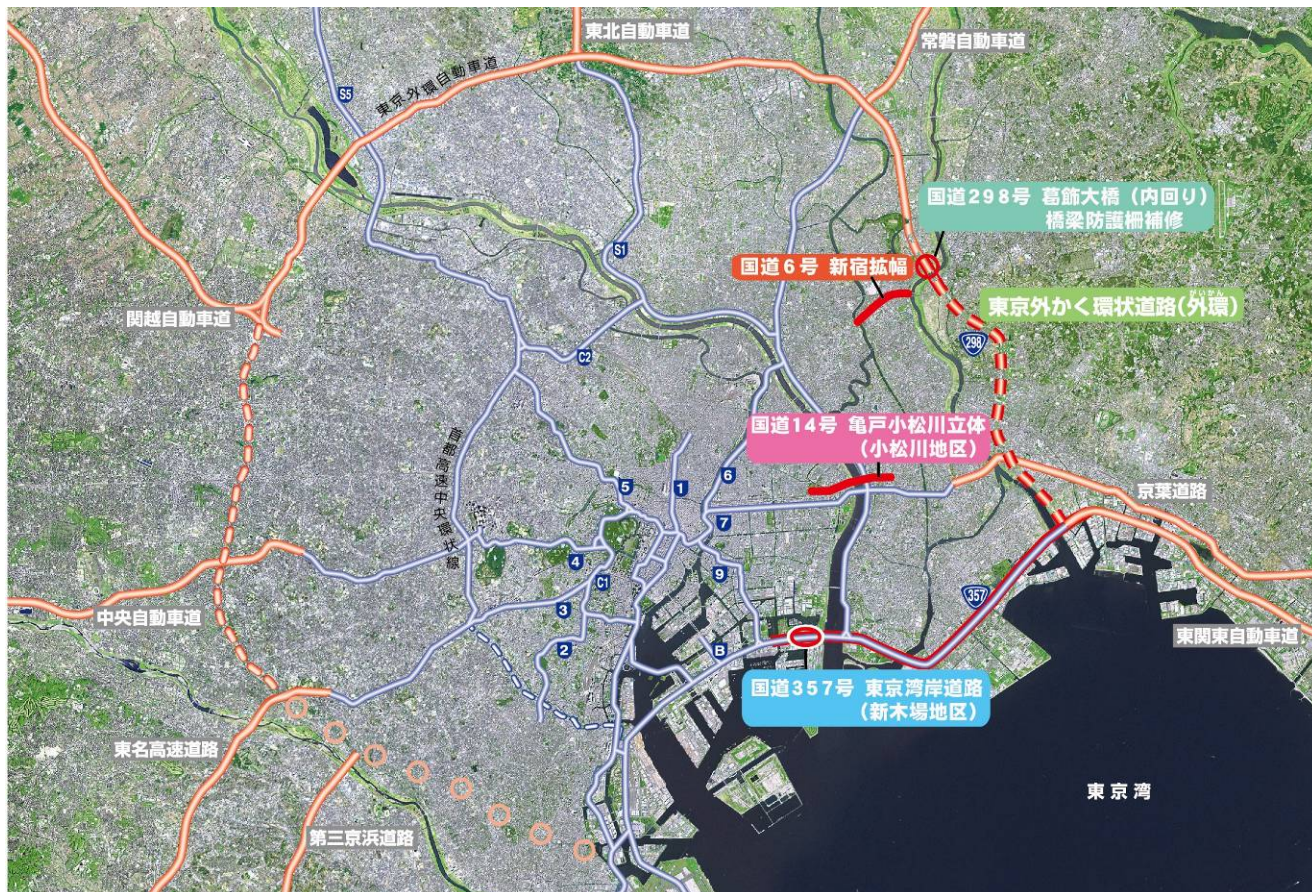 東北自動車道
常磐自動車道
東京外環自動車道
S5
国道298号 葛飾大橋（内回り）
橋梁防護柵補修
S1
国道6号 新宿拡幅
東京外かく環状道路(外環)
がいかん
関越自動車道
298
C2
国道14号 亀戸小松川立体
（小松川地区）
首都高速中央環状線
5
1
6
京葉道路
7
4
9
C1
中央自動車道
3
357
東関東自動車道
2
B
国道357号 東京湾岸道路
（新木場地区）
東名高速道路
東京湾
第三京浜道路